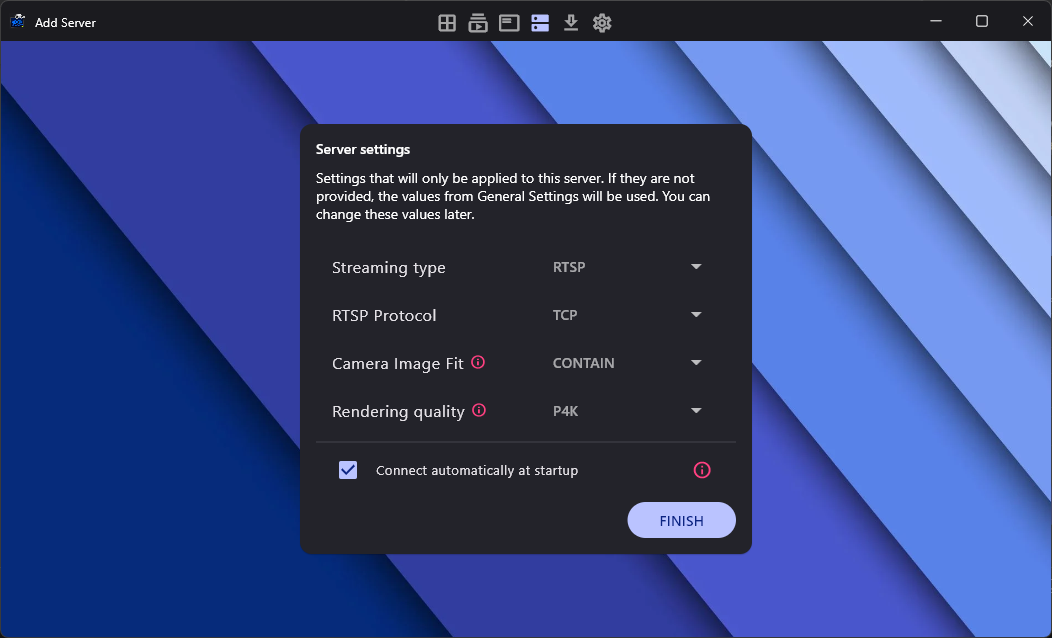 Add Server
Server settings
Settings that will only be applied to this server. If they are not
provided, the values from General Settings will be used. You can
change these values later.
Streaming type RTSP
RTSP Protocol TCP
Camera Image Fit CONTAIN
Rendering quality P4K
Connect automatically at startup
FINISH